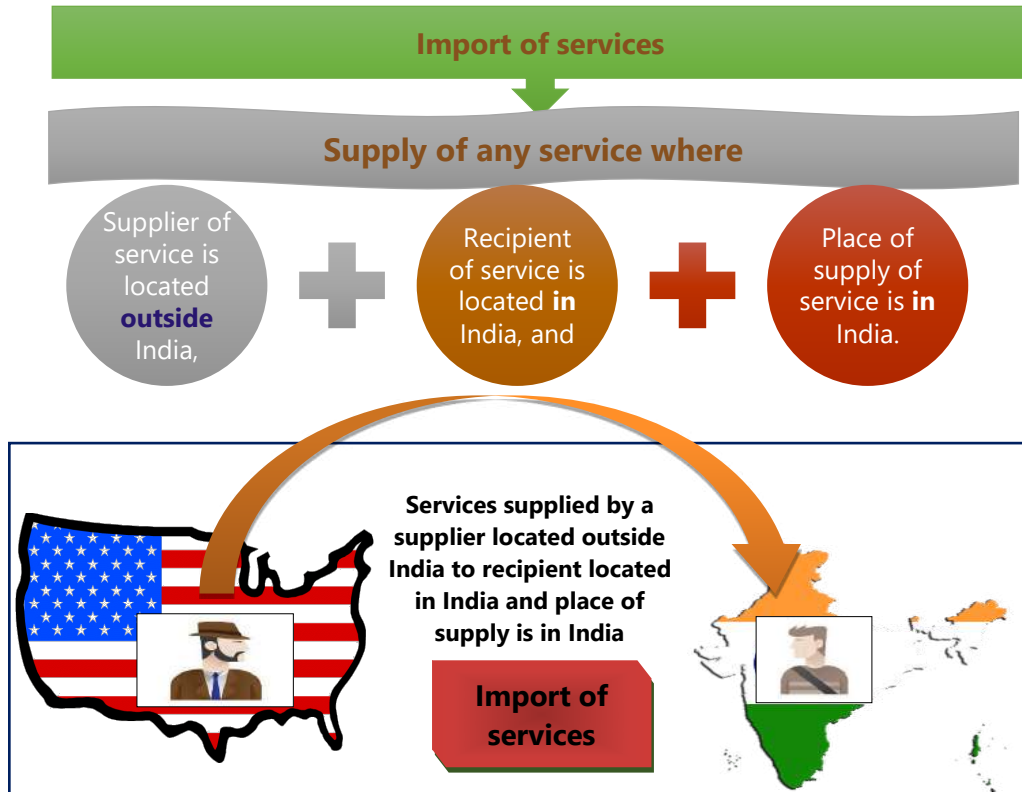 Import of services
Supply of any service where
Supplier of
service is
located
outside
India,
Recipient
of service is
located in
India, and
Place of
supply of
service is in
India.
Services supplied by a
supplier located outside
India to recipient located
in India and place of
supply is in India
Import of
services